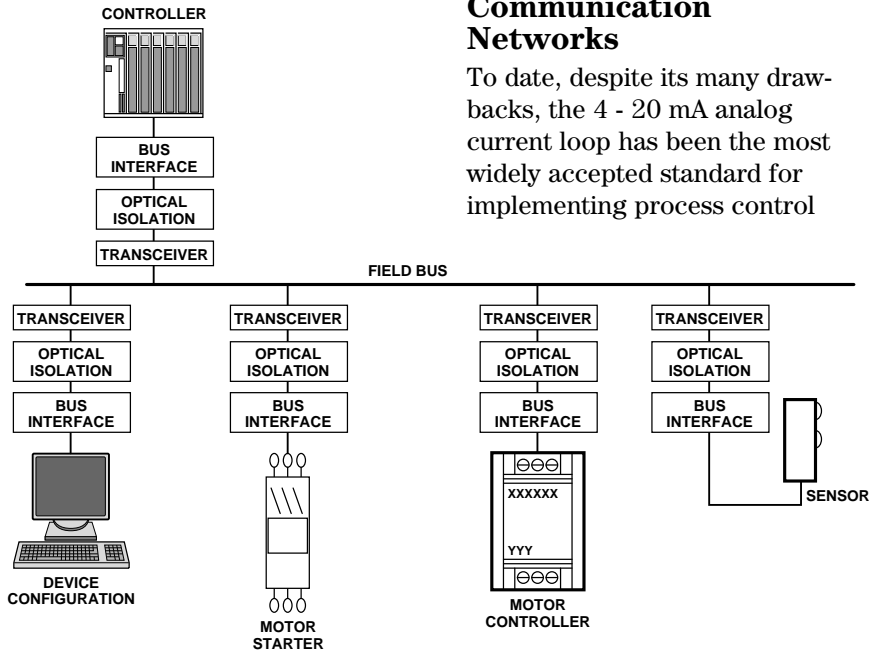 CONTROLLER
BUS
INTERFACE
OPTICAL
ISOLATION
TRANSCEIVER
Communication
Networks
To date, despite its many draw-
backs, the 4 - 20 mA analog
current loop has been the most
widely accepted standard for
implementing process control
FIELD BUS
TRANSCEIVER
OPTICAL
ISOLATION
BUS
INTERFACE
DEVICE
CONFIGURATION
TRANSCEIVER
OPTICAL
ISOLATION
BUS
INTERFACE
MOTOR
STARTER
TRANSCEIVER
OPTICAL
ISOLATION
BUS
INTERFACE
XXXXXX
YYY
MOTOR
CONTROLLER
TRANSCEIVER
OPTICAL
ISOLATION
BUS
INTERFACE
SENSOR